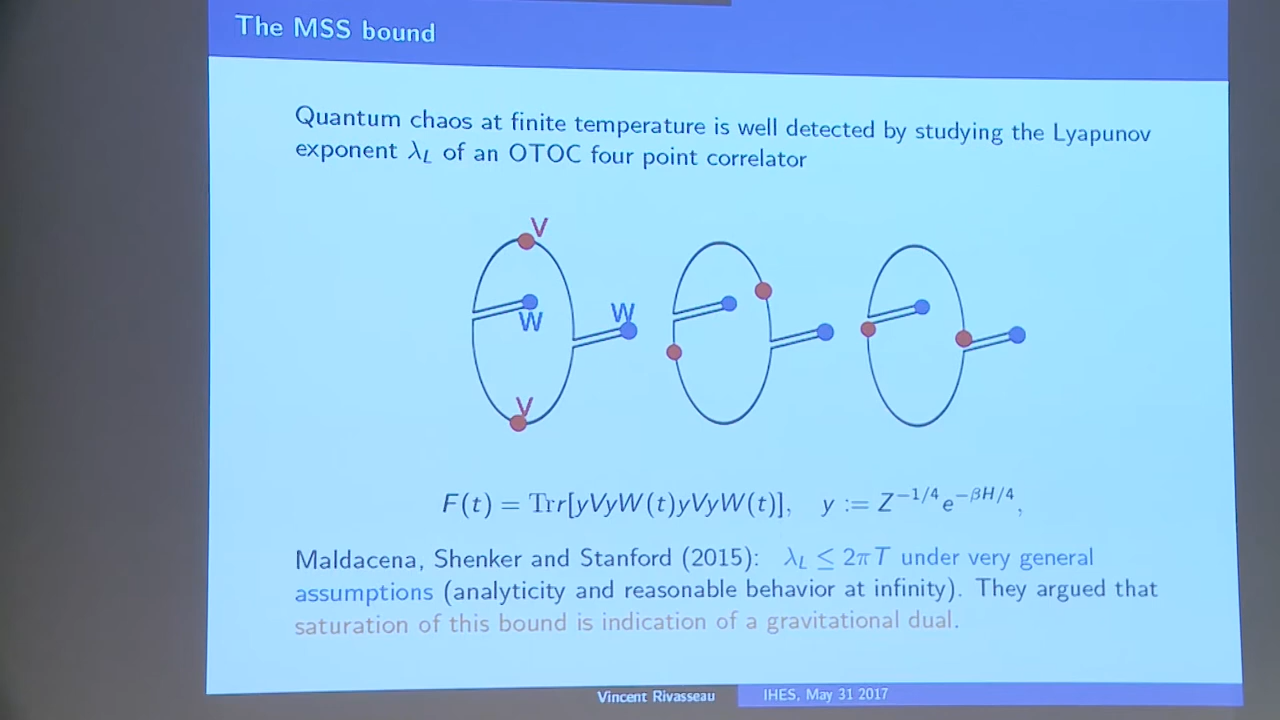 The MSS bound
Quantum chaos at finite temperature is well detected by studying the Lyapunov
exponent λ_L of an OTOC four point correlator
V
W
W
V
F(t) = Trr[yVyW(t)yVyW(t)], y := Z^{-1/4}e^{-βH/4},
Maldacena, Shenker and Stanford (2015): λ_L ≤ 2πT under very general
assumptions (analyticity and reasonable behavior at infinity). They argued that
saturation of this bound is indication of a gravitational dual.
Vincent Rivasseau IHES, May 31 2017